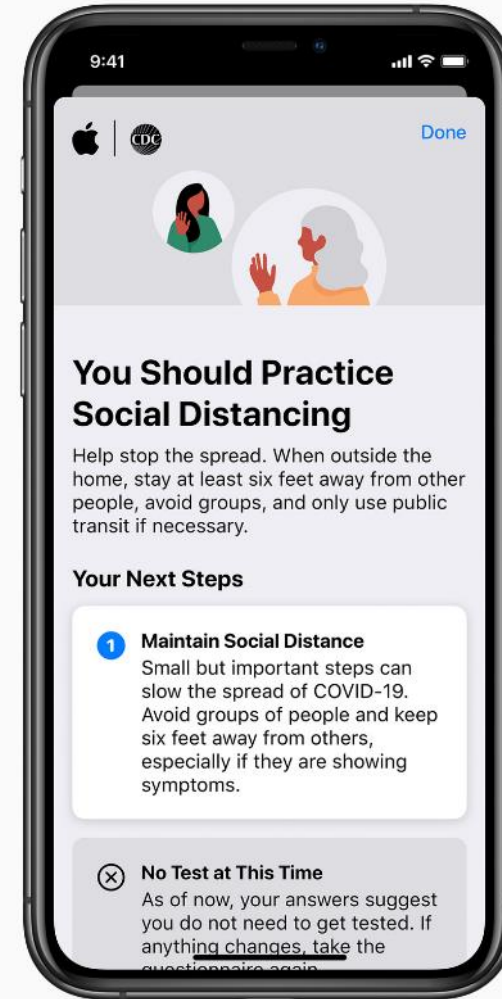 9:41
CDC
Done
You Should Practice
Social Distancing
Help stop the spread. When outside the
home, stay at least six feet away from other
people, avoid groups, and only use public
transit if necessary.
Your Next Steps
1 Maintain Social Distance
Small but important steps can
slow the spread of COVID-19.
Avoid groups of people and keep
six feet away from others,
especially if they are showing
symptoms.
No Test at This Time
As of now, your answers suggest
you do not need to get tested. If
anything changes, take the
questionnaire again.